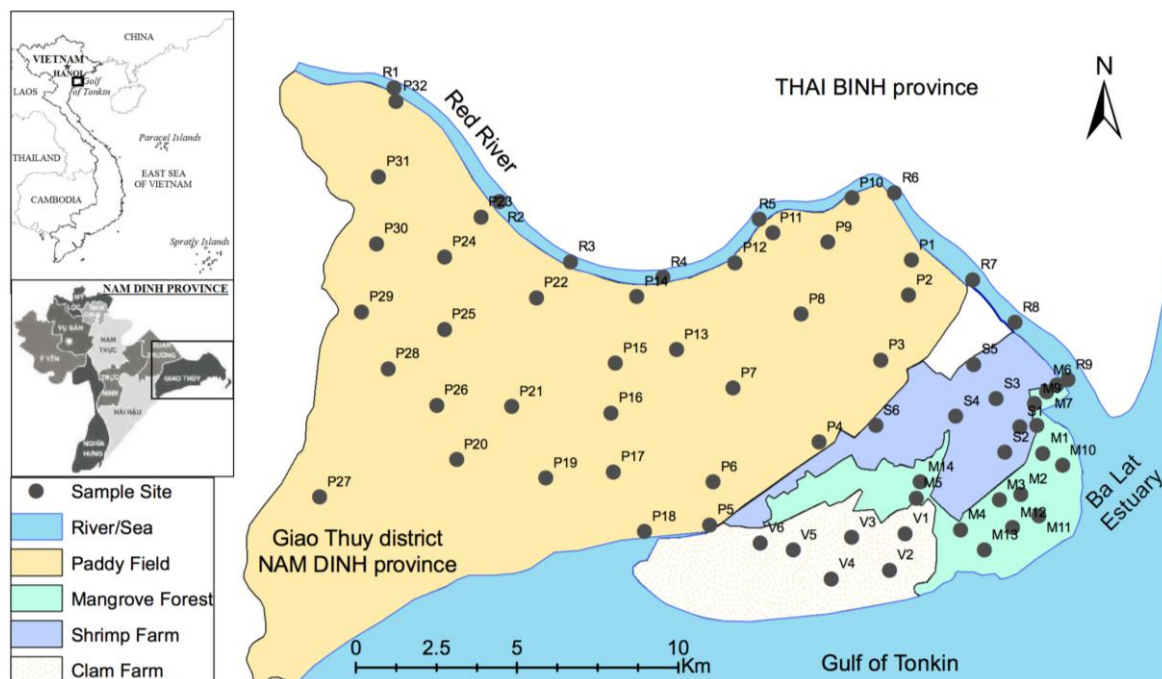 CHINA
VIETNAM
HANOI
Golf
of Tonkin
LAOS
Paracel Islands
THAILAND
EAST SEA
OF VIETNAM
CAMBODIA
Spratly Islands
NAM DINH PROVINCE
MỸ
LỘC
VỤ BẢN
NAM
TRỰC
XUÂN
TRƯỜNG
Ý YÊN
GIAO THỦY
TRỰC
NINH
HẢI HẬU
NGHĨA
HƯNG
Sample Site
River/Sea
Paddy Field
Mangrove Forest
Shrimp Farm
Clam Farm
THAI BINH province
N
Red River
R1
P32
P31
P23
R2
P30
P24
R3
P22
R4
P14
R5
P11
P12
P10
R6
P9
P1
P2
R7
R8
P29
P25
P8
P13
P15
P3
P28
P7
P26
P21
P16
P20
P19
P17
P27
P18
P6
P5
P4
S5
S3
S4
S6
S1
S2
M6
R9
M9
M7
M1
M10
M2
M3
M12
M11
M4
M13
M14
M5
V1
V3
V5
V6
V2
V4
Giao Thuy district
NAM DINH province
Ba Lat
Estuary
0 2.5 5 10
Km
Gulf of Tonkin